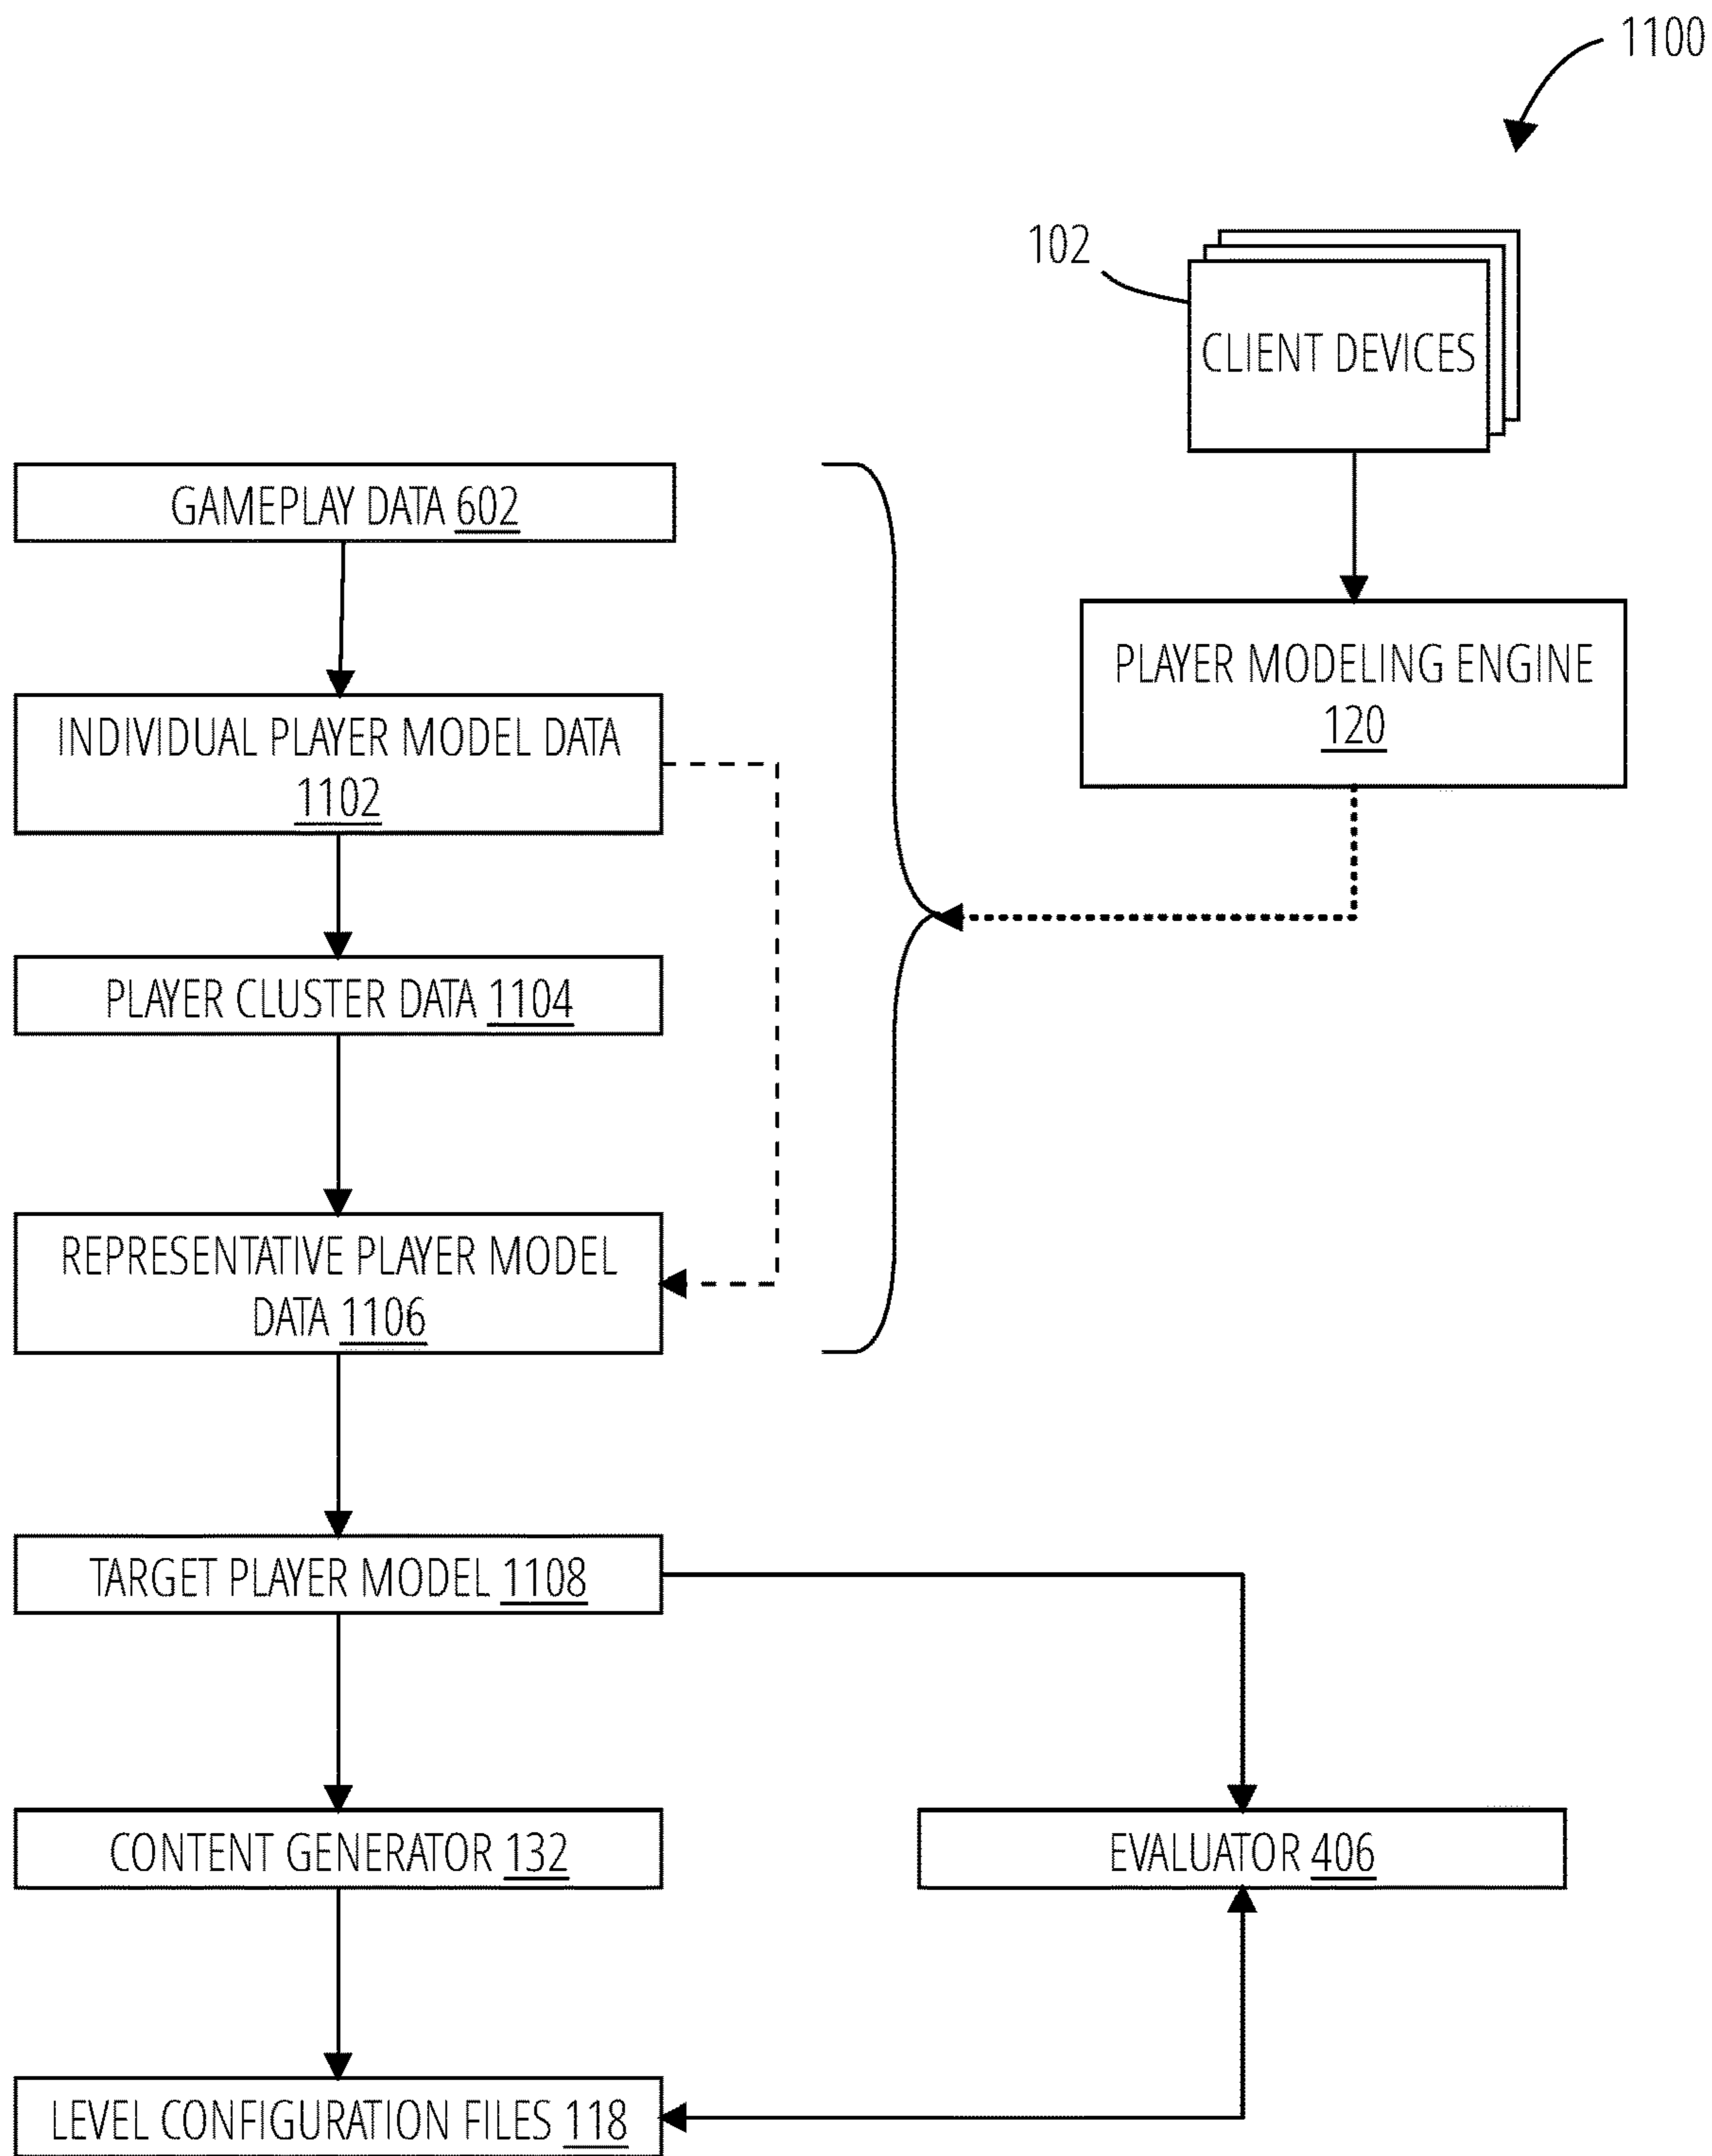 1100
102
CLIENT DEVICES
GAMEPLAY DATA 602
PLAYER MODELING ENGINE
120
INDIVIDUAL PLAYER MODEL DATA
1102
PLAYER CLUSTER DATA 1104
REPRESENTATIVE PLAYER MODEL
DATA 1106
TARGET PLAYER MODEL 1108
CONTENT GENERATOR 132
EVALUATOR 406
LEVEL CONFIGURATION FILES 118